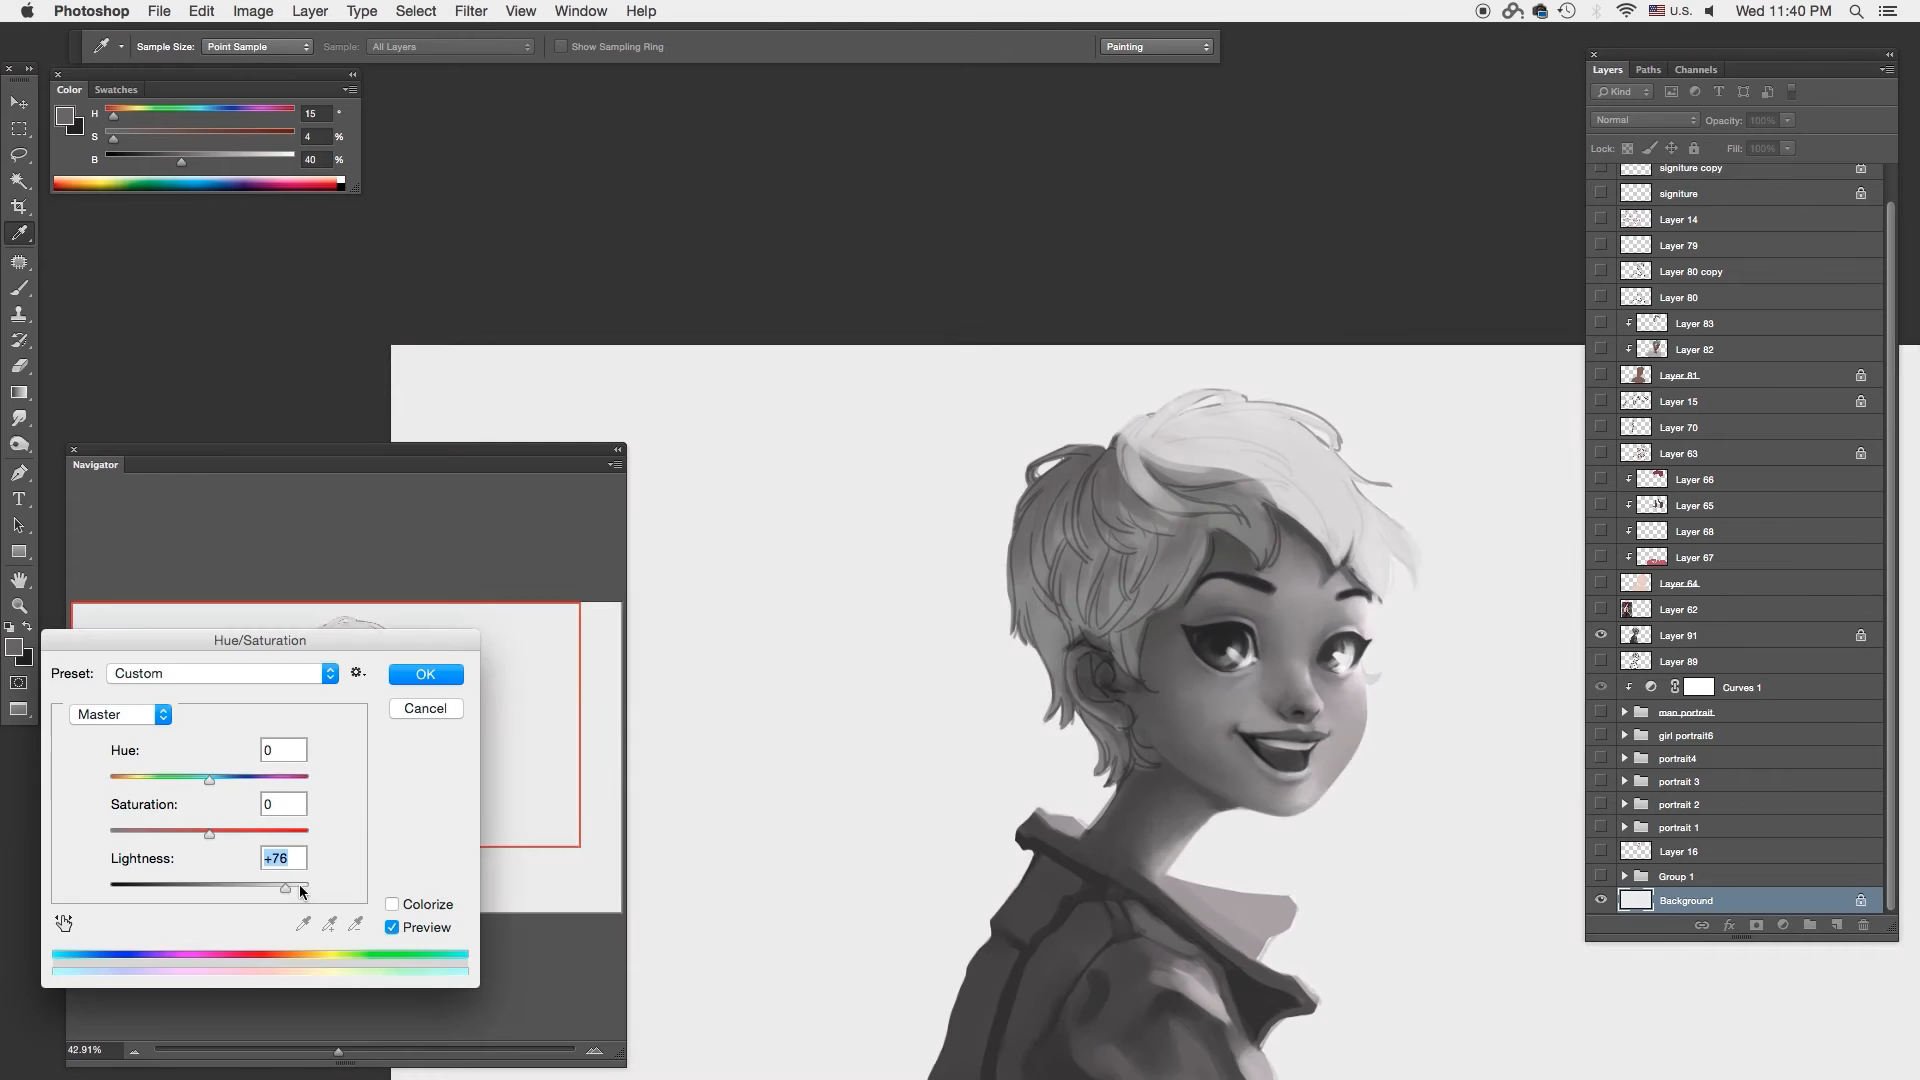 Photoshop File Edit Image Layer Type Select Filter View Window Help U.S. Wed 11:40 PM
Sample Size: Point Sample Sample: All Layers Show Sampling Ring Painting
Color Swatches
H 15 °
S 4 %
B 40 %
Navigator
42.91%
Hue/Saturation
Preset: Custom OK
Cancel
Master
Hue: 0
Saturation: 0
Lightness: +76
Colorize
Preview
Layers Paths Channels
Kind
Normal Opacity: 100%
Lock: Fill: 100%
signiture copy
signiture
Layer 14
Layer 79
Layer 80 copy
Layer 80
Layer 83
Layer 82
Layer 81
Layer 15
Layer 70
Layer 63
Layer 66
Layer 65
Layer 68
Layer 67
Layer 64
Layer 62
Layer 91
Layer 89
Curves 1
man portrait
girl portrait6
portrait4
portrait 3
portrait 2
portrait 1
Layer 16
Group 1
Background